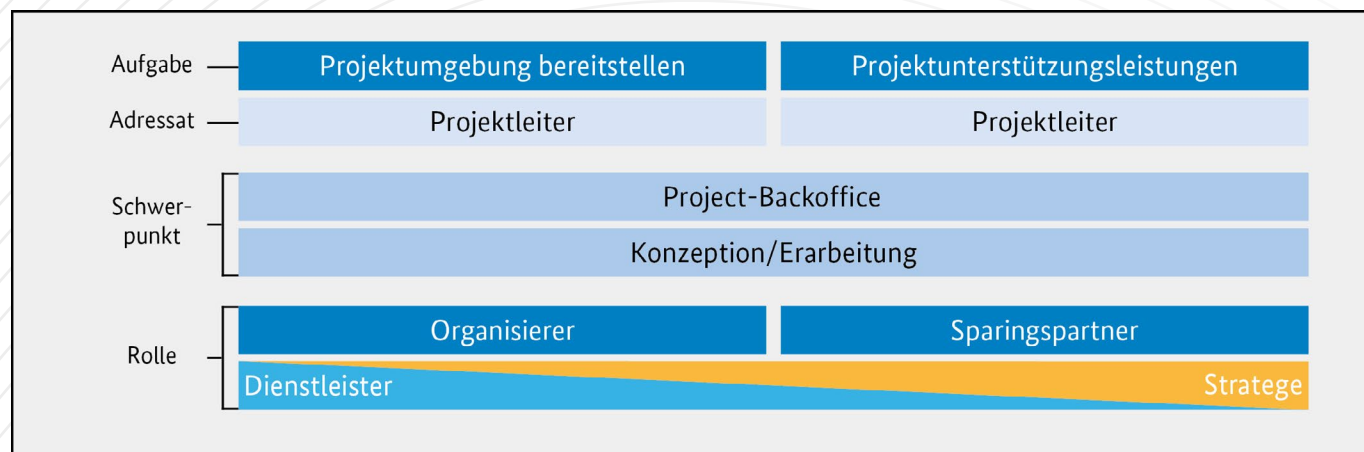 Aufgabe
Projektumgebung bereitstellen
Projektunterstützungsleistungen
Adressat
Projektleiter
Projektleiter
Schwer-
punkt
Project-Backoffice
Konzeption/Erarbeitung
Rolle
Organisierer
Sparingspartner
Dienstleister
Stratege